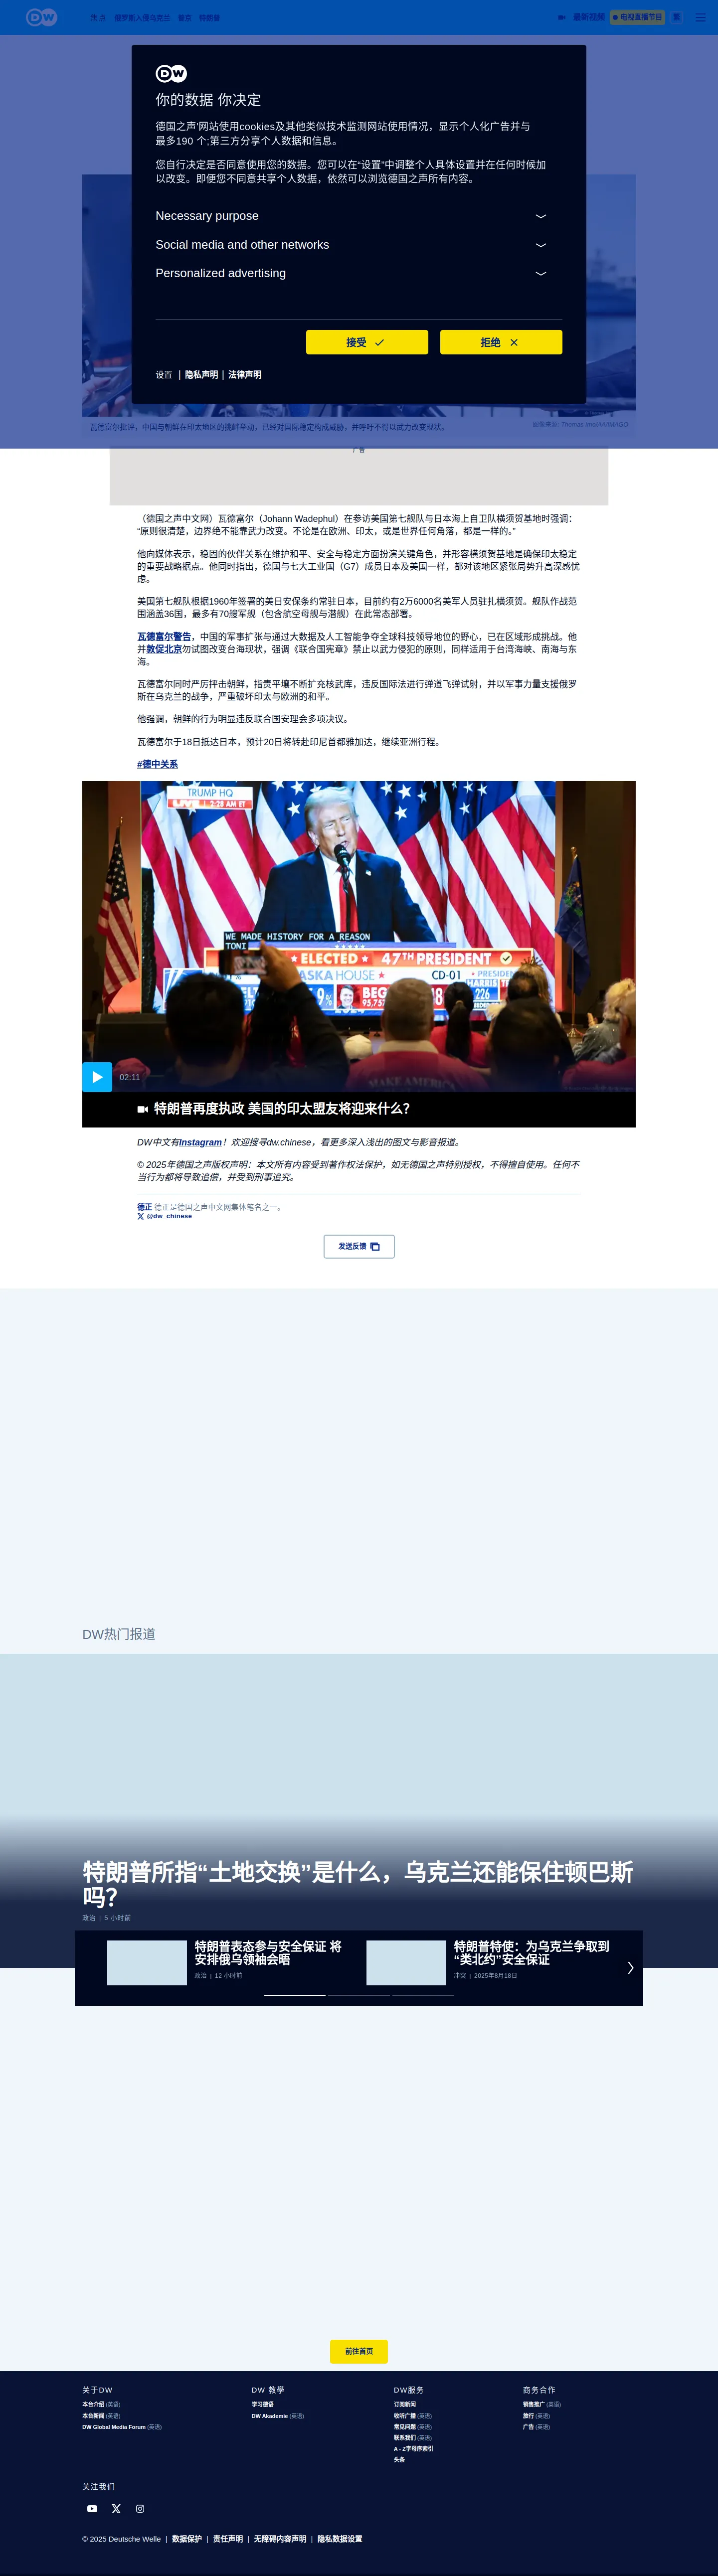 DW
焦点 俄罗斯入侵乌克兰 德宫 特朗普
最新视频
电视直播节目
繁
DW
你的数据 你决定
德国之声'网站使用cookies及其他类似技术监测网站使用情况，显示个人化广告并与
最多190 个;第三方分享个人数据和信息。
您自行决定是否同意使用您的数据。您可以在“设置”中调整个人具体设置并在任何时候加
以改变。即便您不同意共享个人数据，依然可以浏览德国之声所有内容。
Necessary purpose
Social media and other networks
Personalized advertising
接受
拒绝
设置 | 隐私声明 | 法律声明
瓦德富尔批评，中国与朝鲜在印太地区的挑衅举动，已经对国际稳定构成威胁，并呼吁不得以武力改变现状。
广告
（德国之声中文网）瓦德富尔（Johann Wadephul）在参访美国第七舰队与日本海上自卫队横须贺基地时强调：
“原则很清楚，边界绝不能靠武力改变。不论是在欧洲、印太，或是世界任何角落，都是一样的。”
他向媒体表示，稳固的伙伴关系在维护和平、安全与稳定方面扮演关键角色，并形容横须贺基地是确保印太稳定
的重要战略据点。他同时指出，德国与七大工业国（G7）成员日本及美国一样，都对该地区紧张局势升高深感忧
虑。
美国第七舰队根据1960年签署的美日安保条约常驻日本，目前约有2万6000名美军人员驻扎横须贺。舰队作战范
围涵盖36国，最多有70艘军舰（包含航空母舰与潜舰）在此常态部署。
瓦德富尔警告，中国的军事扩张与通过大数据及人工智能争夺全球科技领导地位的野心，已在区域形成挑战。他
并敦促北京勿试图改变台海现状，强调《联合国宪章》禁止以武力侵犯的原则，同样适用于台湾海峡、南海与东
海。
瓦德富尔同时严厉抨击朝鲜，指责平壤不断扩充核武库，违反国际法进行弹道飞弹试射，并以军事力量支援俄罗
斯在乌克兰的战争，严重破坏印太与欧洲的和平。
他强调，朝鲜的行为明显违反联合国安理会多项决议。
瓦德富尔于18日抵达日本，预计20日将转赴印尼首都雅加达，继续亚洲行程。
#德中关系
TRUMP HQ
LIVE 2:28 AM ET
WE MADE HISTORY FOR A REASON
TONI
ELECTED ★ 47TH PRESIDENT
ASKA HOUSE CD-01 PRESIDENT
BEG
HARRIS
226
MAKE AMERICA
02:11
特朗普再度执政 美国的印太盟友将迎来什么？
DW中文有Instagram！欢迎搜寻dw.chinese，看更多深入浅出的图文与影音报道。
© 2025年德国之声版权声明：本文所有内容受到著作权法保护，如无德国之声特别授权，不得擅自使用。任何不
当行为都将导致追偿，并受到刑事追究。
德正 德正是德国之声中文网集体笔名之一。
@dw_chinese
发送反馈
DW热门报道
特朗普所指“土地交换”是什么，乌克兰还能保住顿巴斯
吗？
政治 | 5 小时前
特朗普表态参与安全保证 将
安排俄乌领袖会晤
政治 | 12 小时前
特朗普特使：为乌克兰争取到
“类北约”安全保证
冲突 | 2025年8月18日
前往首页
关于DW
本台介绍 (英语)
本台新闻 (英语)
DW Global Media Forum (英语)
DW 教學
学习德语
DW Akademie (英语)
DW服务
订阅新闻
收听广播 (英语)
常见问题 (英语)
联系我们 (英语)
A - Z字母序索引
头条
商务合作
销售推广 (英语)
旅行 (英语)
广告 (英语)
关注我们
© 2025 Deutsche Welle | 数据保护 | 责任声明 | 无障碍内容声明 | 隐私数据设置